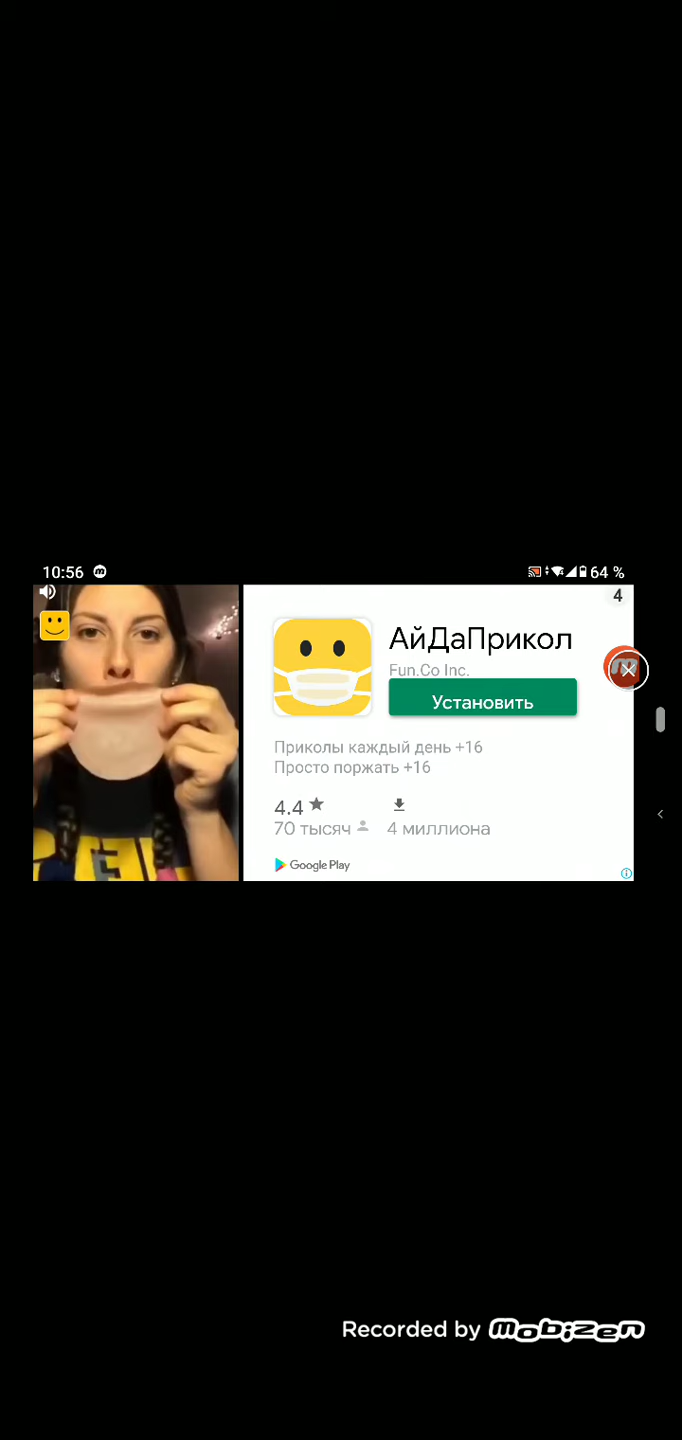 10:56
64 %
4
АйДаПрикол
Fun.Co Inc.
Установить
Приколы каждый день +16
Просто поржать +16
4.4
70 тысяч
4 миллиона
Google Play
Recorded by mobizen